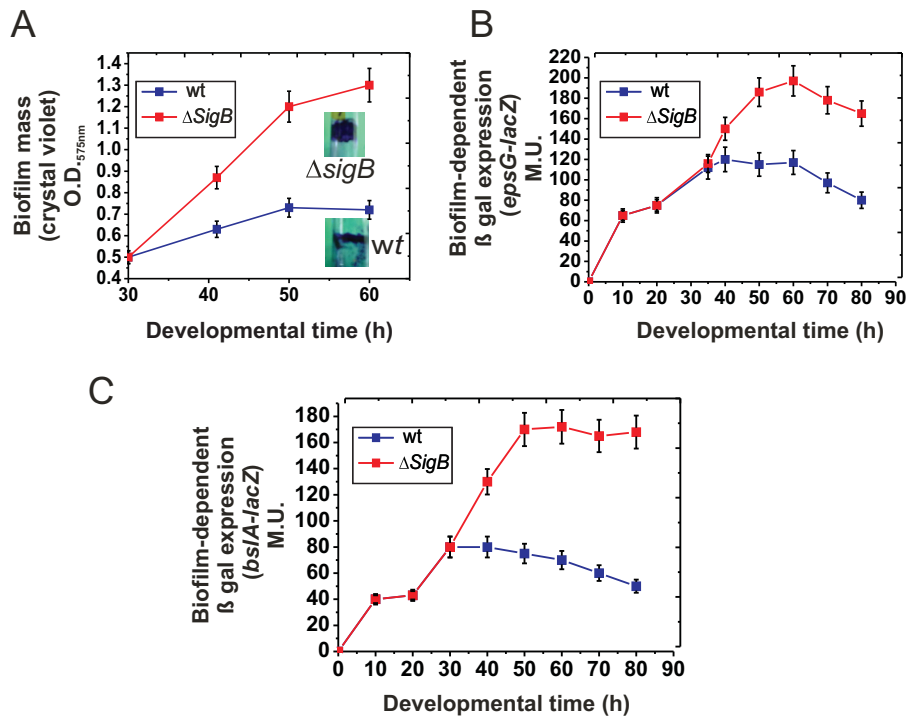 A
Biofilm mass
(crystal violet)
O.D.575nm
1.3
1.2
1.1
1.0
0.9
0.8
0.7
0.6
0.5
0.4
wt
ΔSigB
ΔsigB
wt
30
40
50
60
Developmental time (h)
B
Biofilm-dependent
ß gal expression
(epsG-lacZ)
M.U.
220
200
180
160
140
120
100
80
60
40
20
0
wt
ΔSigB
0 10 20 30 40 50 60 70 80 90
Developmental time (h)
C
Biofilm-dependent
ß gal expression
(bslA-lacZ)
M.U.
180
160
140
120
100
80
60
40
20
0
wt
ΔSigB
0 10 20 30 40 50 60 70 80 90
Developmental time (h)